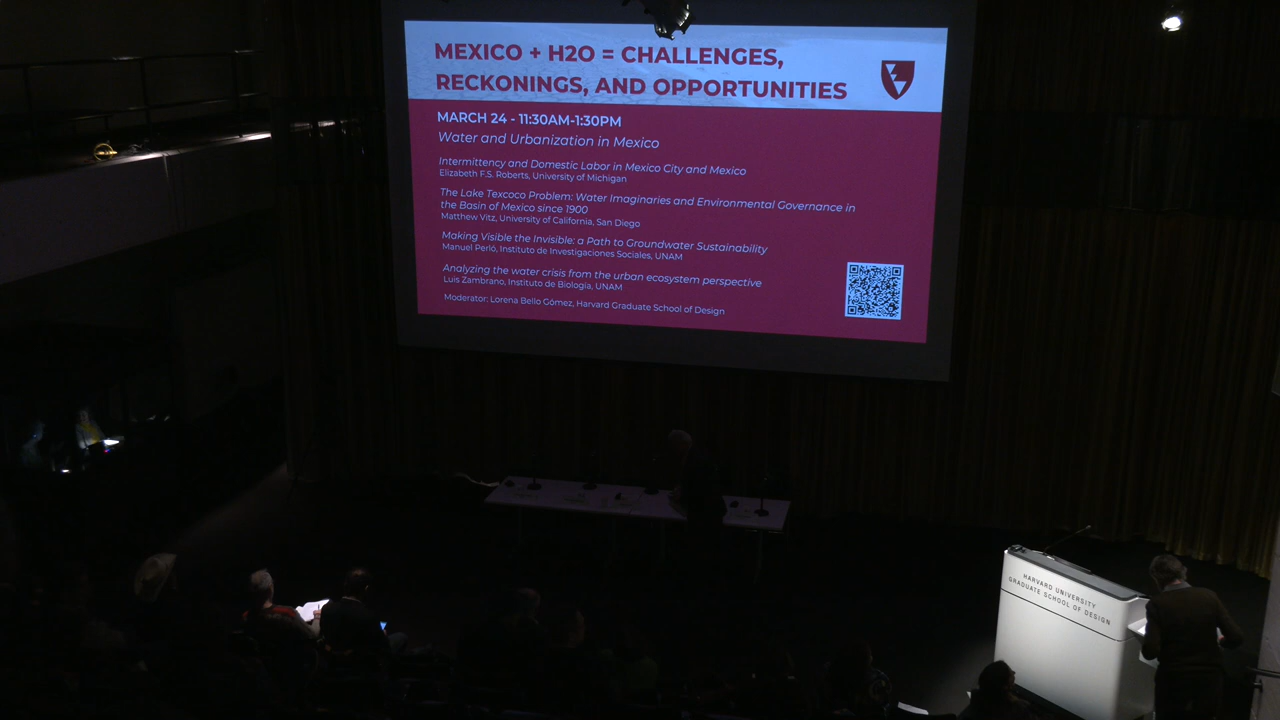 MEXICO + H2O = CHALLENGES,
RECKONINGS, AND OPPORTUNITIES
MARCH 24 - 11:30AM-1:30PM
Water and Urbanization in Mexico
Intermittency and Domestic Labor in Mexico City and Mexico
Elizabeth F.S. Roberts, University of Michigan
The Lake Texcoco Problem: Water Imaginaries and Environmental Governance in
the Basin of Mexico since 1900
Matthew Vitz, University of California, San Diego
Making Visible the Invisible: a Path to Groundwater Sustainability
Manuel Perló, Instituto de Investigaciones Sociales, UNAM
Analyzing the water crisis from the urban ecosystem perspective
Luis Zambrano, Instituto de Biología, UNAM
Moderator: Lorena Bello Gómez, Harvard Graduate School of Design
HARVARD UNIVERSITY
GRADUATE SCHOOL OF DESIGN